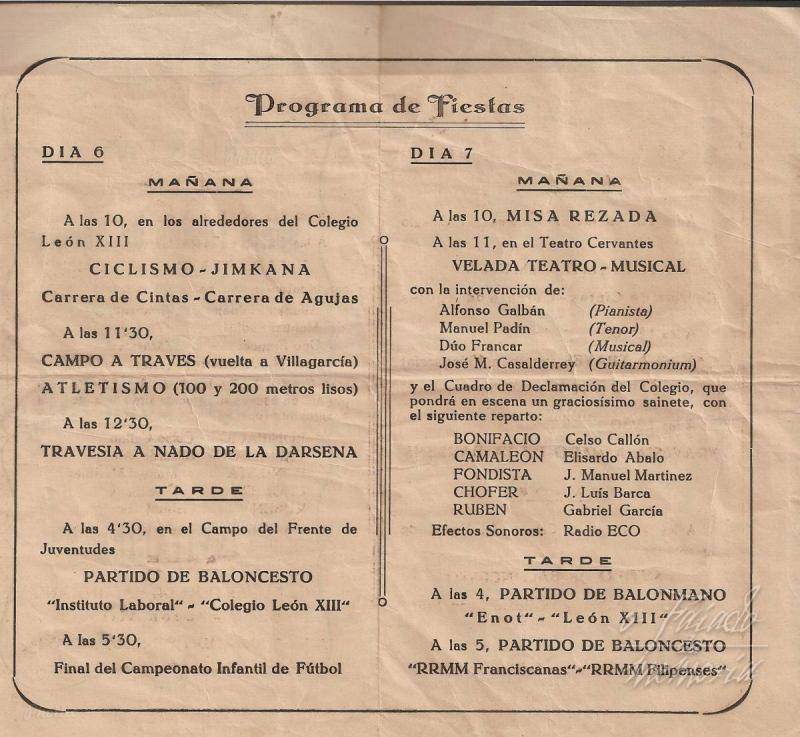 Programa de Fiestas
DIA 6
MAÑANA
A las 10, en los alrededores del Colegio
León XIII
CICLISMO - JIMKANA
Carrera de Cintas - Carrera de Agujas
A las 11'30,
CAMPO A TRAVES (vuelta a Villagarcía)
ATLETISMO (100 y 200 metros lisos)
A las 12'30,
TRAVESIA A NADO DE LA DARSENA
TARDE
A las 4'30, en el Campo del Frente de
Juventudes
PARTIDO DE BALONCESTO
"Instituto Laboral" - "Colegio León XIII"
A las 5'30,
Final del Campeonato Infantil de Fútbol
DIA 7
MAÑANA
A las 10, MISA REZADA
A las 11, en el Teatro Cervantes
VELADA TEATRO - MUSICAL
con la intervención de:
Alfonso Galbán (Pianista)
Manuel Padín (Tenor)
Dúo Francar (Musical)
José M. Casalderrey (Guitarmonium)
y el Cuadro de Declamación del Colegio, que
pondrá en escena un graciosísimo sainete, con
el siguiente reparto:
BONIFACIO Celso Callón
CAMALEON Elisardo Abalo
FONDISTA J. Manuel Martinez
CHOFER J. Luís Barca
RUBEN Gabriel García
Efectos Sonoros: Radio ECO
TARDE
A las 4, PARTIDO DE BALONMANO
"Enot" - "León XIII"
A las 5, PARTIDO DE BALONCESTO
"RRMM Franciscanas" - "RRMM Filipenses"